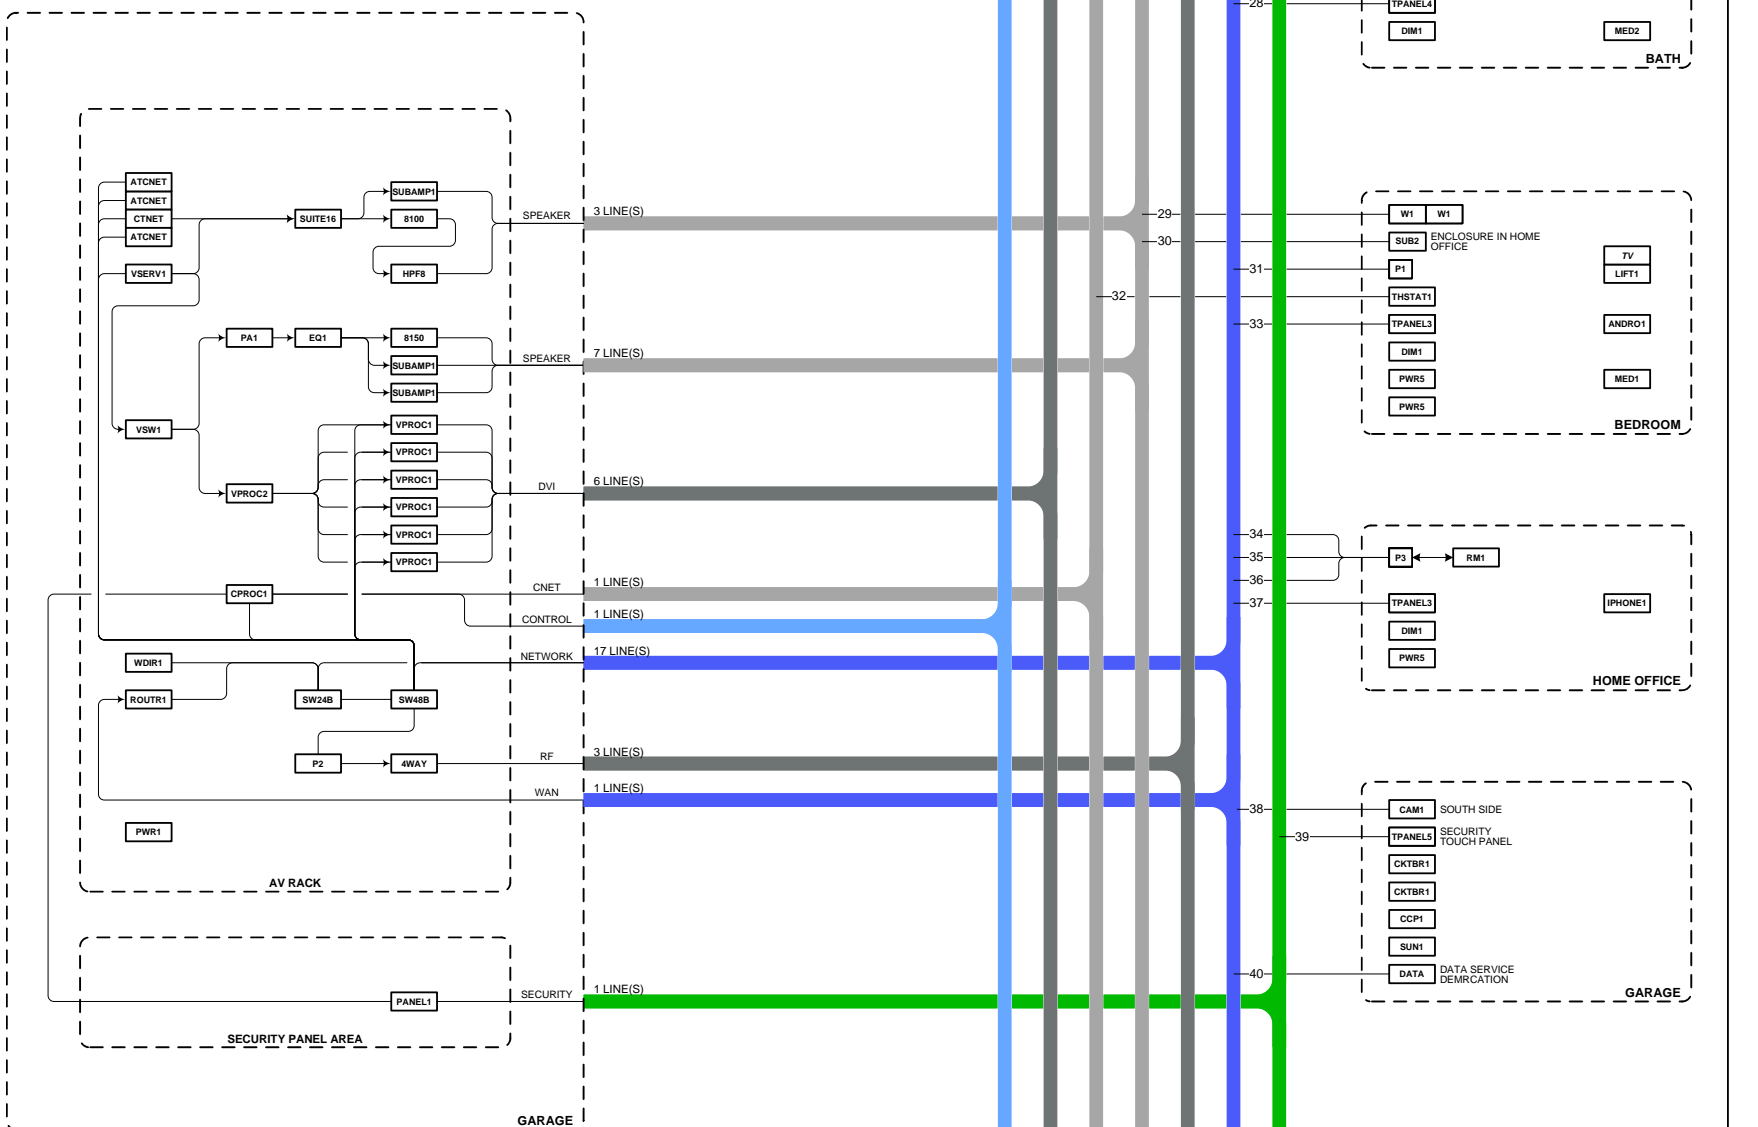 28
TPANEL4
DIM1
MED2
BATH
ATCNET
ATCNET
CTNET
ATCNET
VSERV1
SUITE16
SUBAMP1
8100
HPF8
SPEAKER
3 LINE(S)
29
W1
W1
30
SUB2
ENCLOSURE IN HOME
OFFICE
31
P1
TV
LIFT1
32
THSTAT1
33
TPANEL3
ANDRO1
DIM1
PWR5
MED1
PWR5
BEDROOM
PA1
EQ1
8150
SUBAMP1
SUBAMP1
SPEAKER
7 LINE(S)
VSW1
VPROC2
VPROC1
VPROC1
VPROC1
VPROC1
VPROC1
VPROC1
DVI
6 LINE(S)
34
35
36
P3
RM1
37
TPANEL3
IPHONE1
DIM1
PWR5
HOME OFFICE
CPROC1
CNET
1 LINE(S)
CONTROL
1 LINE(S)
WDIR1
NETWORK
17 LINE(S)
ROUTR1
SW24B
SW48B
P2
4WAY
RF
3 LINE(S)
WAN
1 LINE(S)
PWR1
AV RACK
38
CAM1
SOUTH SIDE
39
TPANEL5
SECURITY
TOUCH PANEL
CKTBR1
CKTBR1
CCP1
SUN1
40
DATA
DATA SERVICE
DEMRCATION
GARAGE
PANEL1
SECURITY
1 LINE(S)
SECURITY PANEL AREA
GARAGE